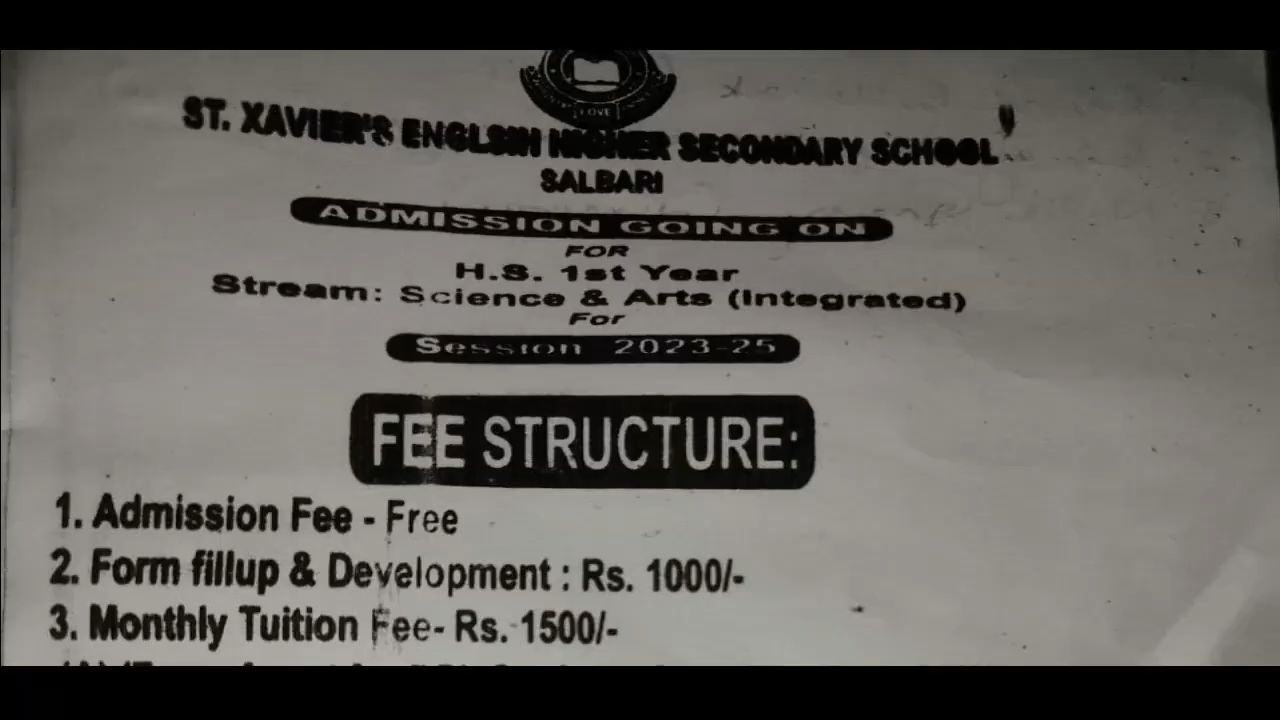 LOVE
ST. XAVIER'S ENGLSIH HIGHER SECONDARY SCHOOL
SALBARI
ADMISSION GOING ON
FOR
H.S. 1st Year
Stream: Science & Arts (Integrated)
For
Session 2023-25
FEE STRUCTURE:
1. Admission Fee - Free
2. Form fillup & Development : Rs. 1000/-
3. Monthly Tuition Fee- Rs. 1500/-